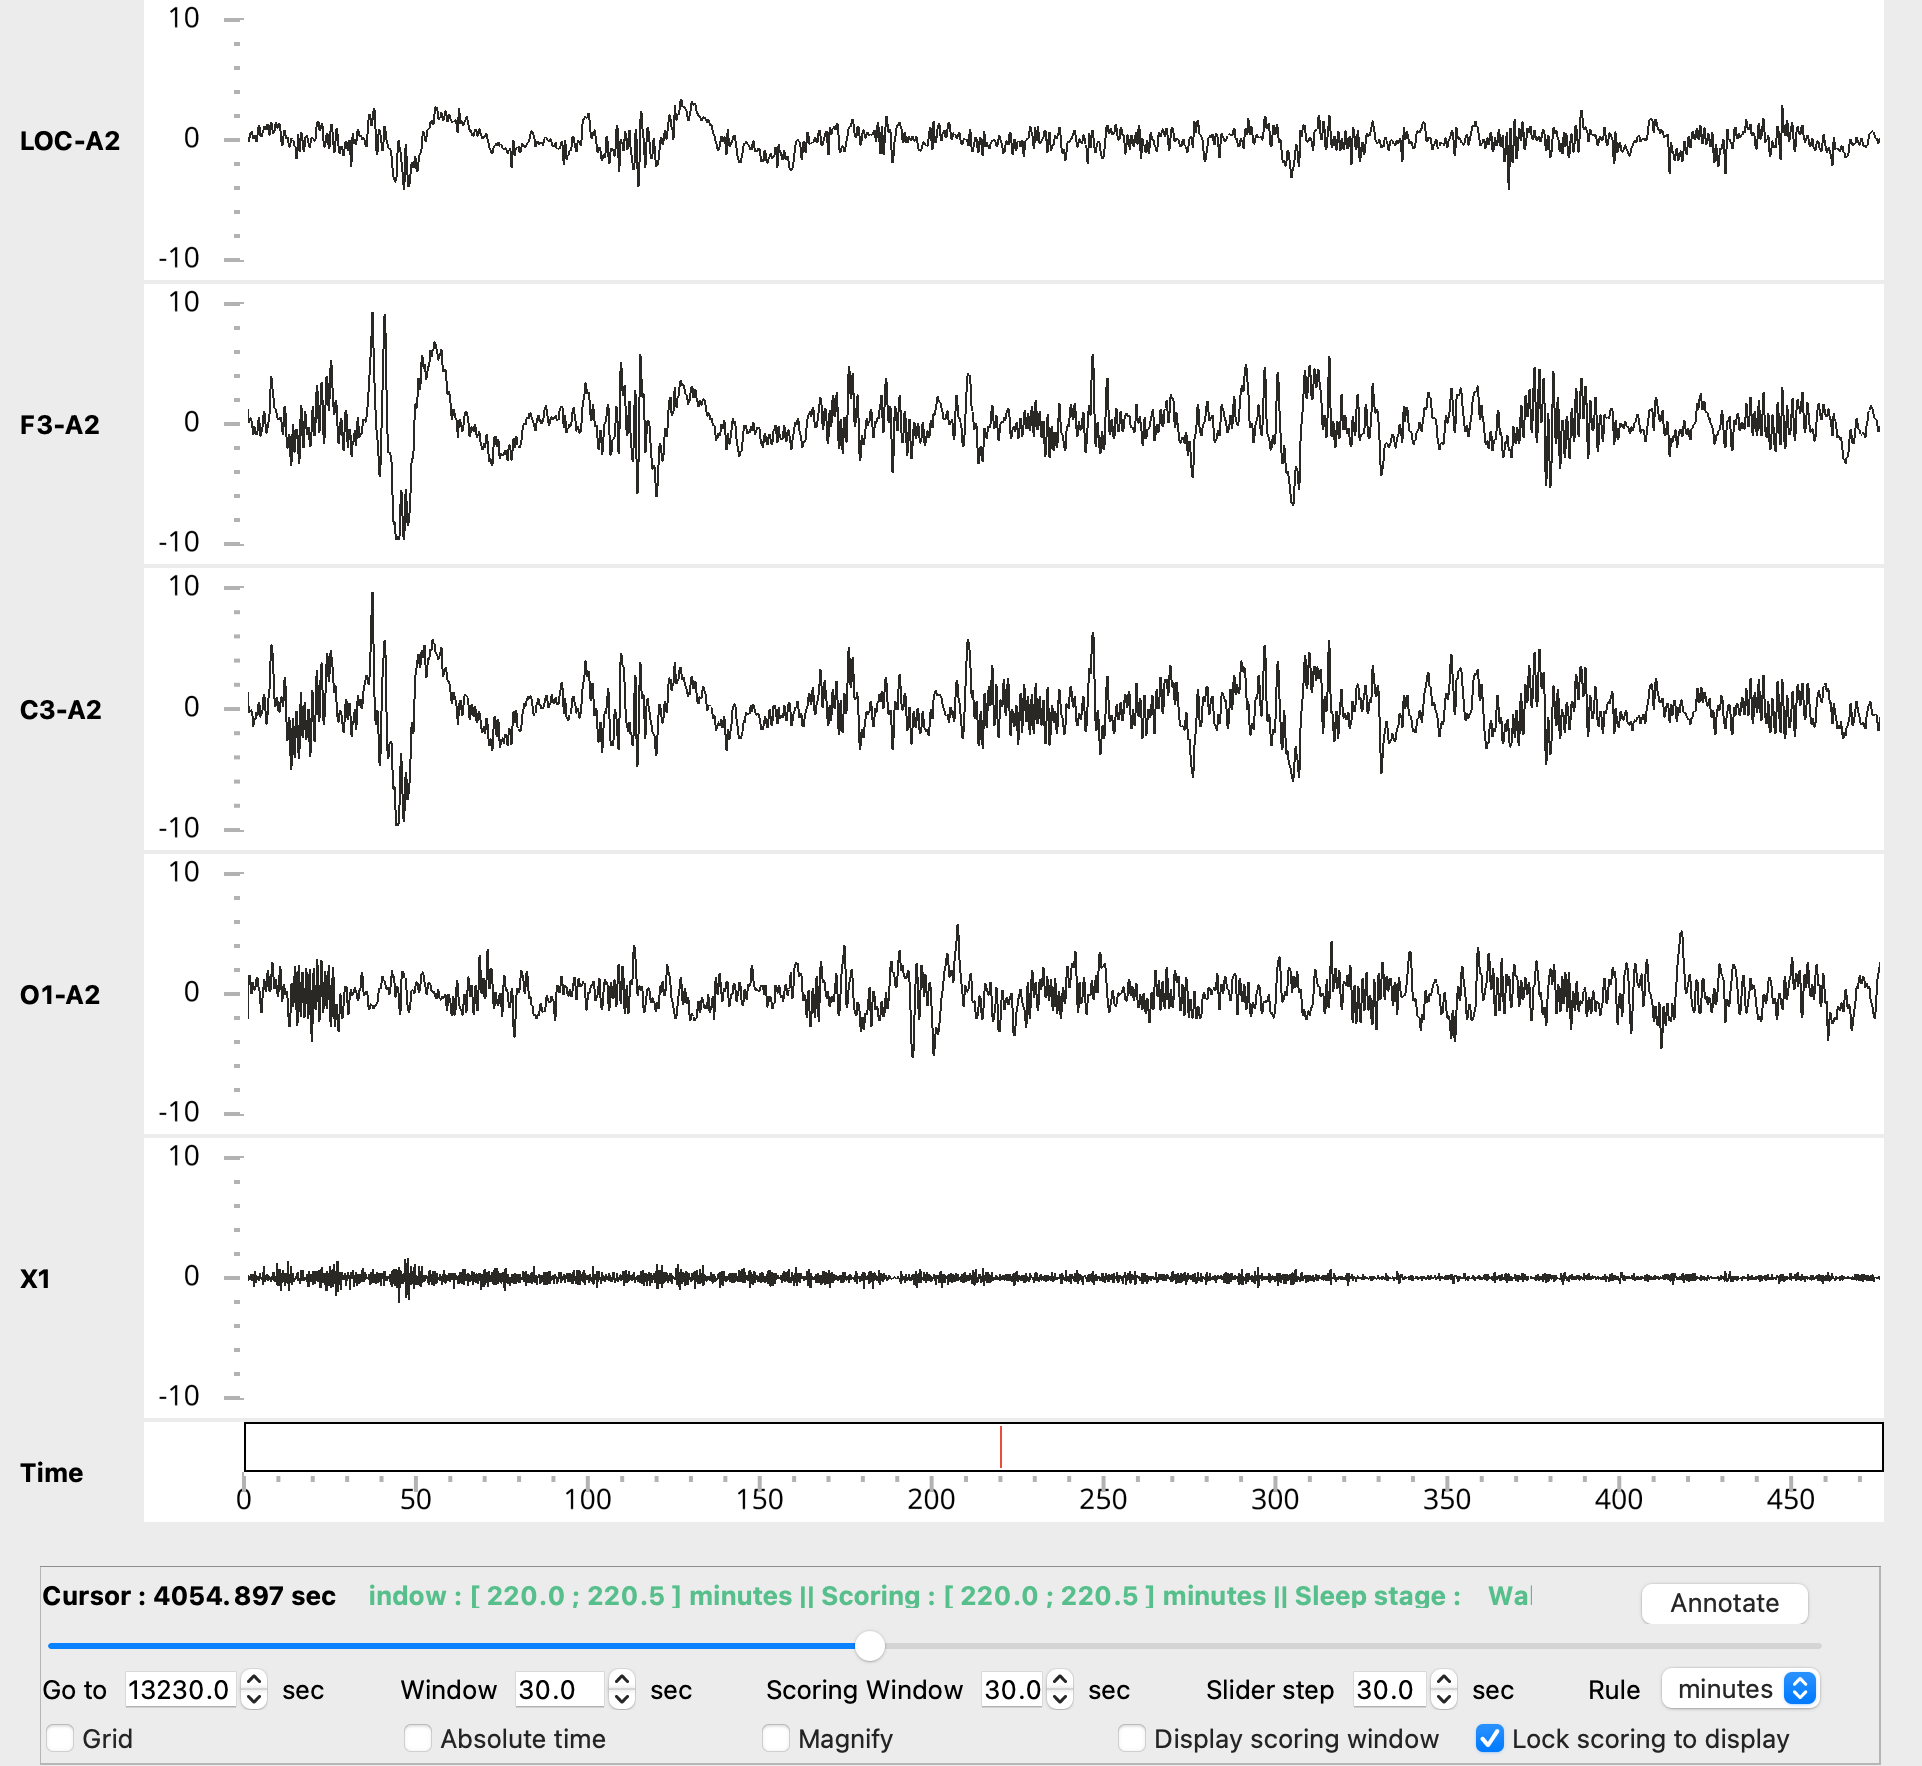 10
LOC-A2
0
-10
10
F3-A2
0
-10
10
C3-A2
0
-10
10
O1-A2
0
-10
10
X1
0
-10
Time
0 50 100 150 200 250 300 350 400 450
Cursor : 4054.897 sec indow : [ 220.0 ; 220.5 ] minutes || Scoring : [ 220.0 ; 220.5 ] minutes || Sleep stage : Wal Annotate
Go to 13230.0 sec Window 30.0 sec Scoring Window 30.0 sec Slider step 30.0 sec Rule minutes
Grid Absolute time Magnify Display scoring window Lock scoring to display